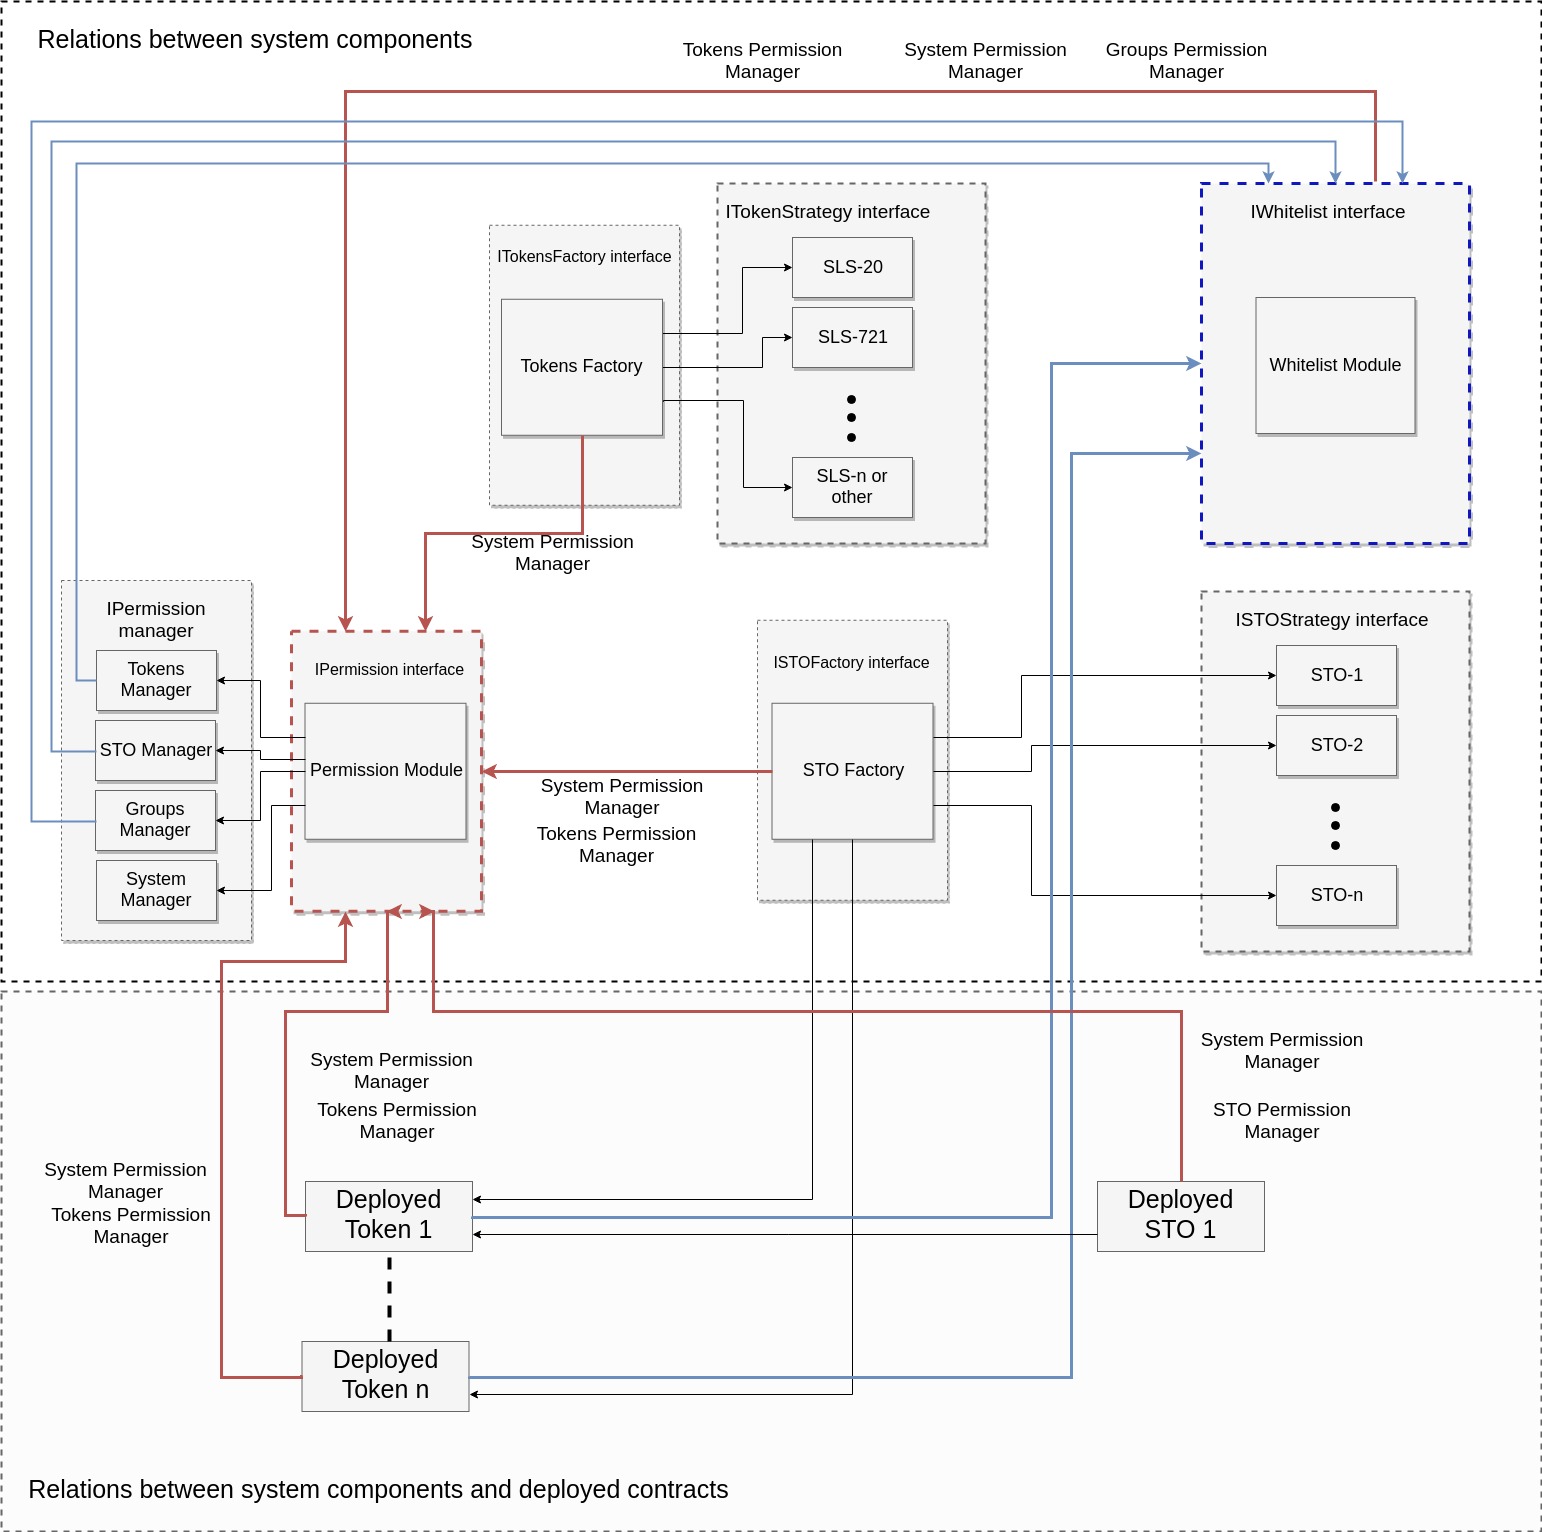 Relations between system components
Tokens Permission
Manager
System Permission
Manager
Groups Permission
Manager
ITokensFactory interface
Tokens Factory
ITokenStrategy interface
SLS-20
SLS-721
SLS-n or
other
IWhitelist interface
Whitelist Module
System Permission
Manager
IPermission
manager
Tokens
Manager
STO Manager
Groups
Manager
System
Manager
IPermission interface
Permission Module
System Permission
Manager
Tokens Permission
Manager
ISTOFactory interface
STO Factory
ISTOStrategy interface
STO-1
STO-2
STO-n
System Permission
Manager
Tokens Permission
Manager
System Permission
Manager
STO Permission
Manager
System Permission
Manager
Tokens Permission
Manager
Deployed
Token 1
Deployed
STO 1
Deployed
Token n
Relations between system components and deployed contracts